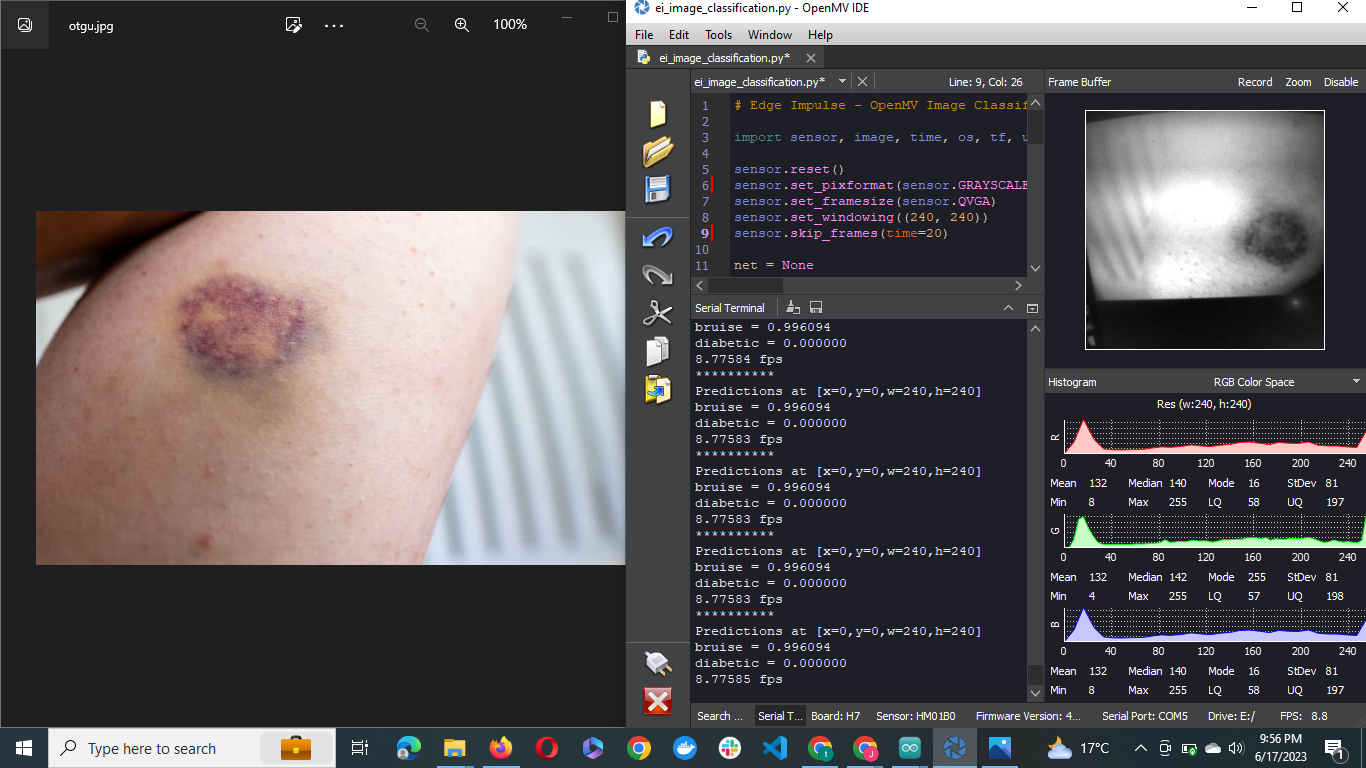 otgu.jpg
100%
ei_image_classification.py - OpenMV IDE
File Edit Tools Window Help
ei_image_classification.py*
ei_image_classification.py*
Line: 9, Col: 26
1 # Edge Impulse - OpenMV Image Classif
2
3 import sensor, image, time, os, tf, u
4
5 sensor.reset()
6 sensor.set_pixformat(sensor.GRAYSCALE
7 sensor.set_framesize(sensor.QVGA)
8 sensor.set_windowing((240, 240))
9 sensor.skip_frames(time=20)
10
11 net = None
Serial Terminal
bruise = 0.996094
diabetic = 0.000000
8.77584 fps
**********
Predictions at [x=0,y=0,w=240,h=240]
bruise = 0.996094
diabetic = 0.000000
8.77583 fps
**********
Predictions at [x=0,y=0,w=240,h=240]
bruise = 0.996094
diabetic = 0.000000
8.77583 fps
**********
Predictions at [x=0,y=0,w=240,h=240]
bruise = 0.996094
diabetic = 0.000000
8.77583 fps
**********
Predictions at [x=0,y=0,w=240,h=240]
bruise = 0.996094
diabetic = 0.000000
8.77585 fps
Frame Buffer Record Zoom Disable
Histogram RGB Color Space
Res (w:240, h:240)
R
0 40 80 120 160 200 240
Mean 132 Median 140 Mode 16 StDev 81
Min 8 Max 255 LQ 58 UQ 197
G
0 40 80 120 160 200 240
Mean 132 Median 142 Mode 255 StDev 81
Min 4 Max 255 LQ 57 UQ 198
B
0 40 80 120 160 200 240
Mean 132 Median 140 Mode 16 StDev 81
Min 8 Max 255 LQ 58 UQ 197
Search ... Serial T... Board: H7 Sensor: HM01B0 Firmware Version: 4... Serial Port: COM5 Drive: E:/ FPS: 8.8
Type here to search
17°C
9:56 PM
6/17/2023
1